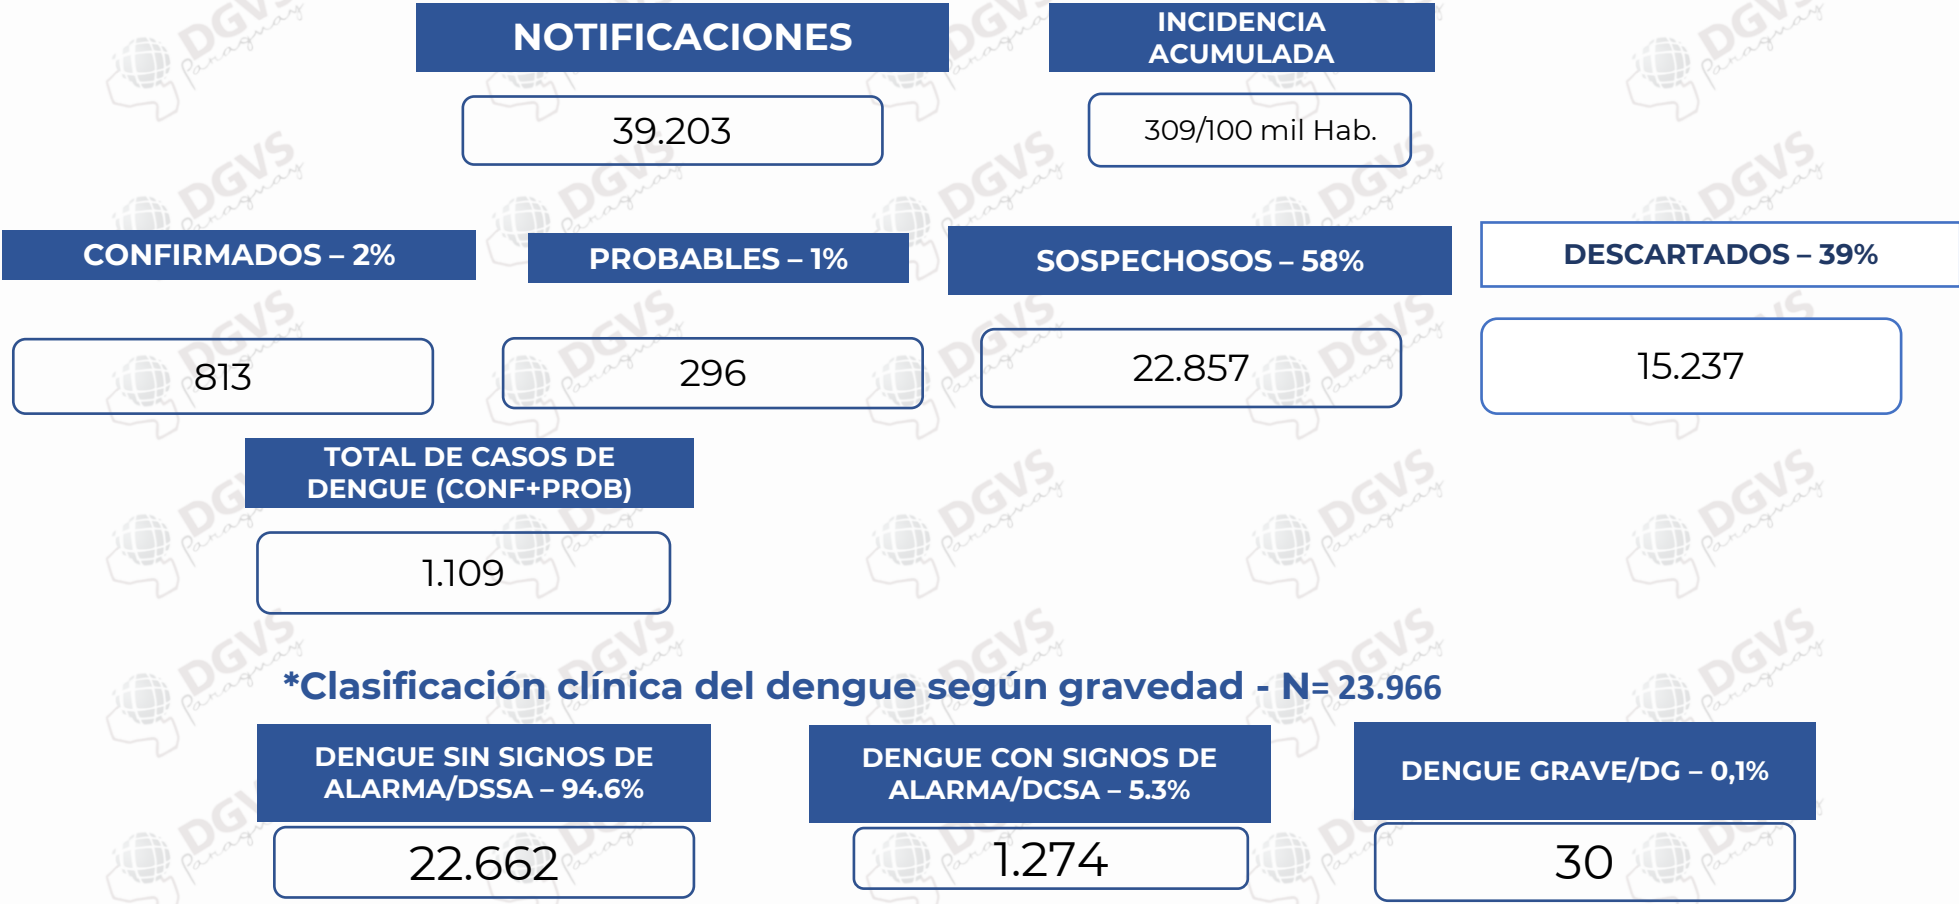 NOTIFICACIONES
INCIDENCIA
ACUMULADA
39.203
309/100 mil Hab.
CONFIRMADOS – 2%
PROBABLES – 1%
SOSPECHOSOS – 58%
DESCARTADOS – 39%
813
296
22.857
15.237
TOTAL DE CASOS DE
DENGUE (CONF+PROB)
1.109
*Clasificación clínica del dengue según gravedad - N= 23.966
DENGUE SIN SIGNOS DE
ALARMA/DSSA – 94.6%
DENGUE CON SIGNOS DE
ALARMA/DCSA – 5.3%
DENGUE GRAVE/DG – 0,1%
22.662
1.274
30
DGVS
Paraguay